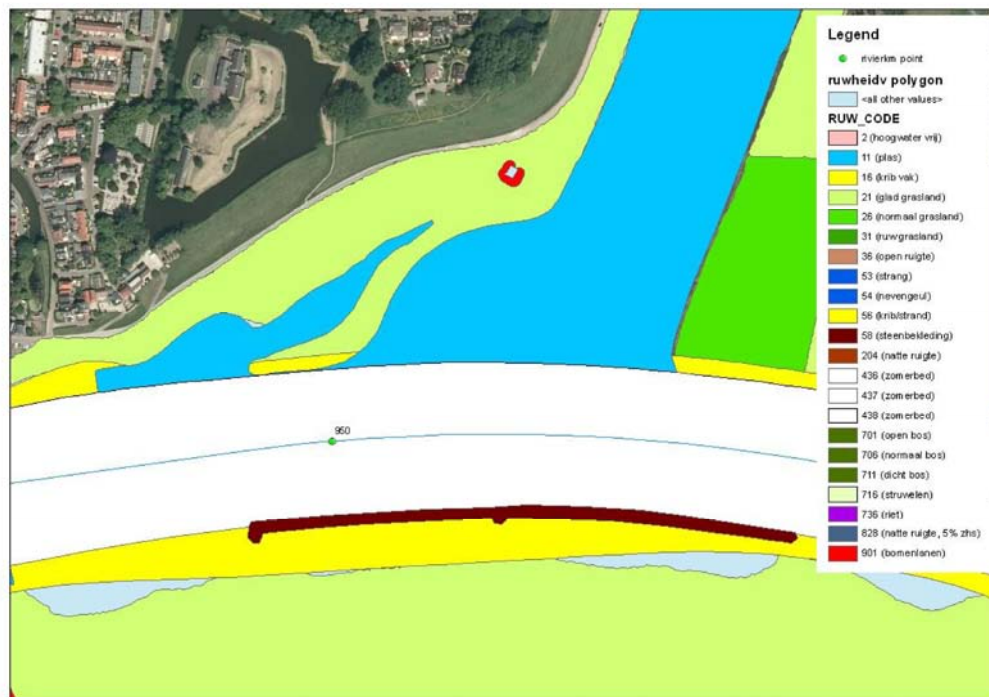 Legend
rivierkm point
ruwheidv polygon
<all other values>
RUW_CODE
2 (hoogwater vrij)
11 (plas)
16 (krib vak)
21 (glad grasland)
26 (normaal grasland)
31 (ruw grasland)
36 (open ruigte)
53 (strang)
54 (nevengeul)
56 (krib/strand)
58 (steenbekleding)
204 (natte ruigte)
436 (zomerbed)
437 (zomerbed)
438 (zomerbed)
701 (open bos)
706 (normaal bos)
711 (dicht bos)
716 (struwelen)
736 (riet)
828 (natte ruigte, 5% zhs)
901 (bomenlanen)
950